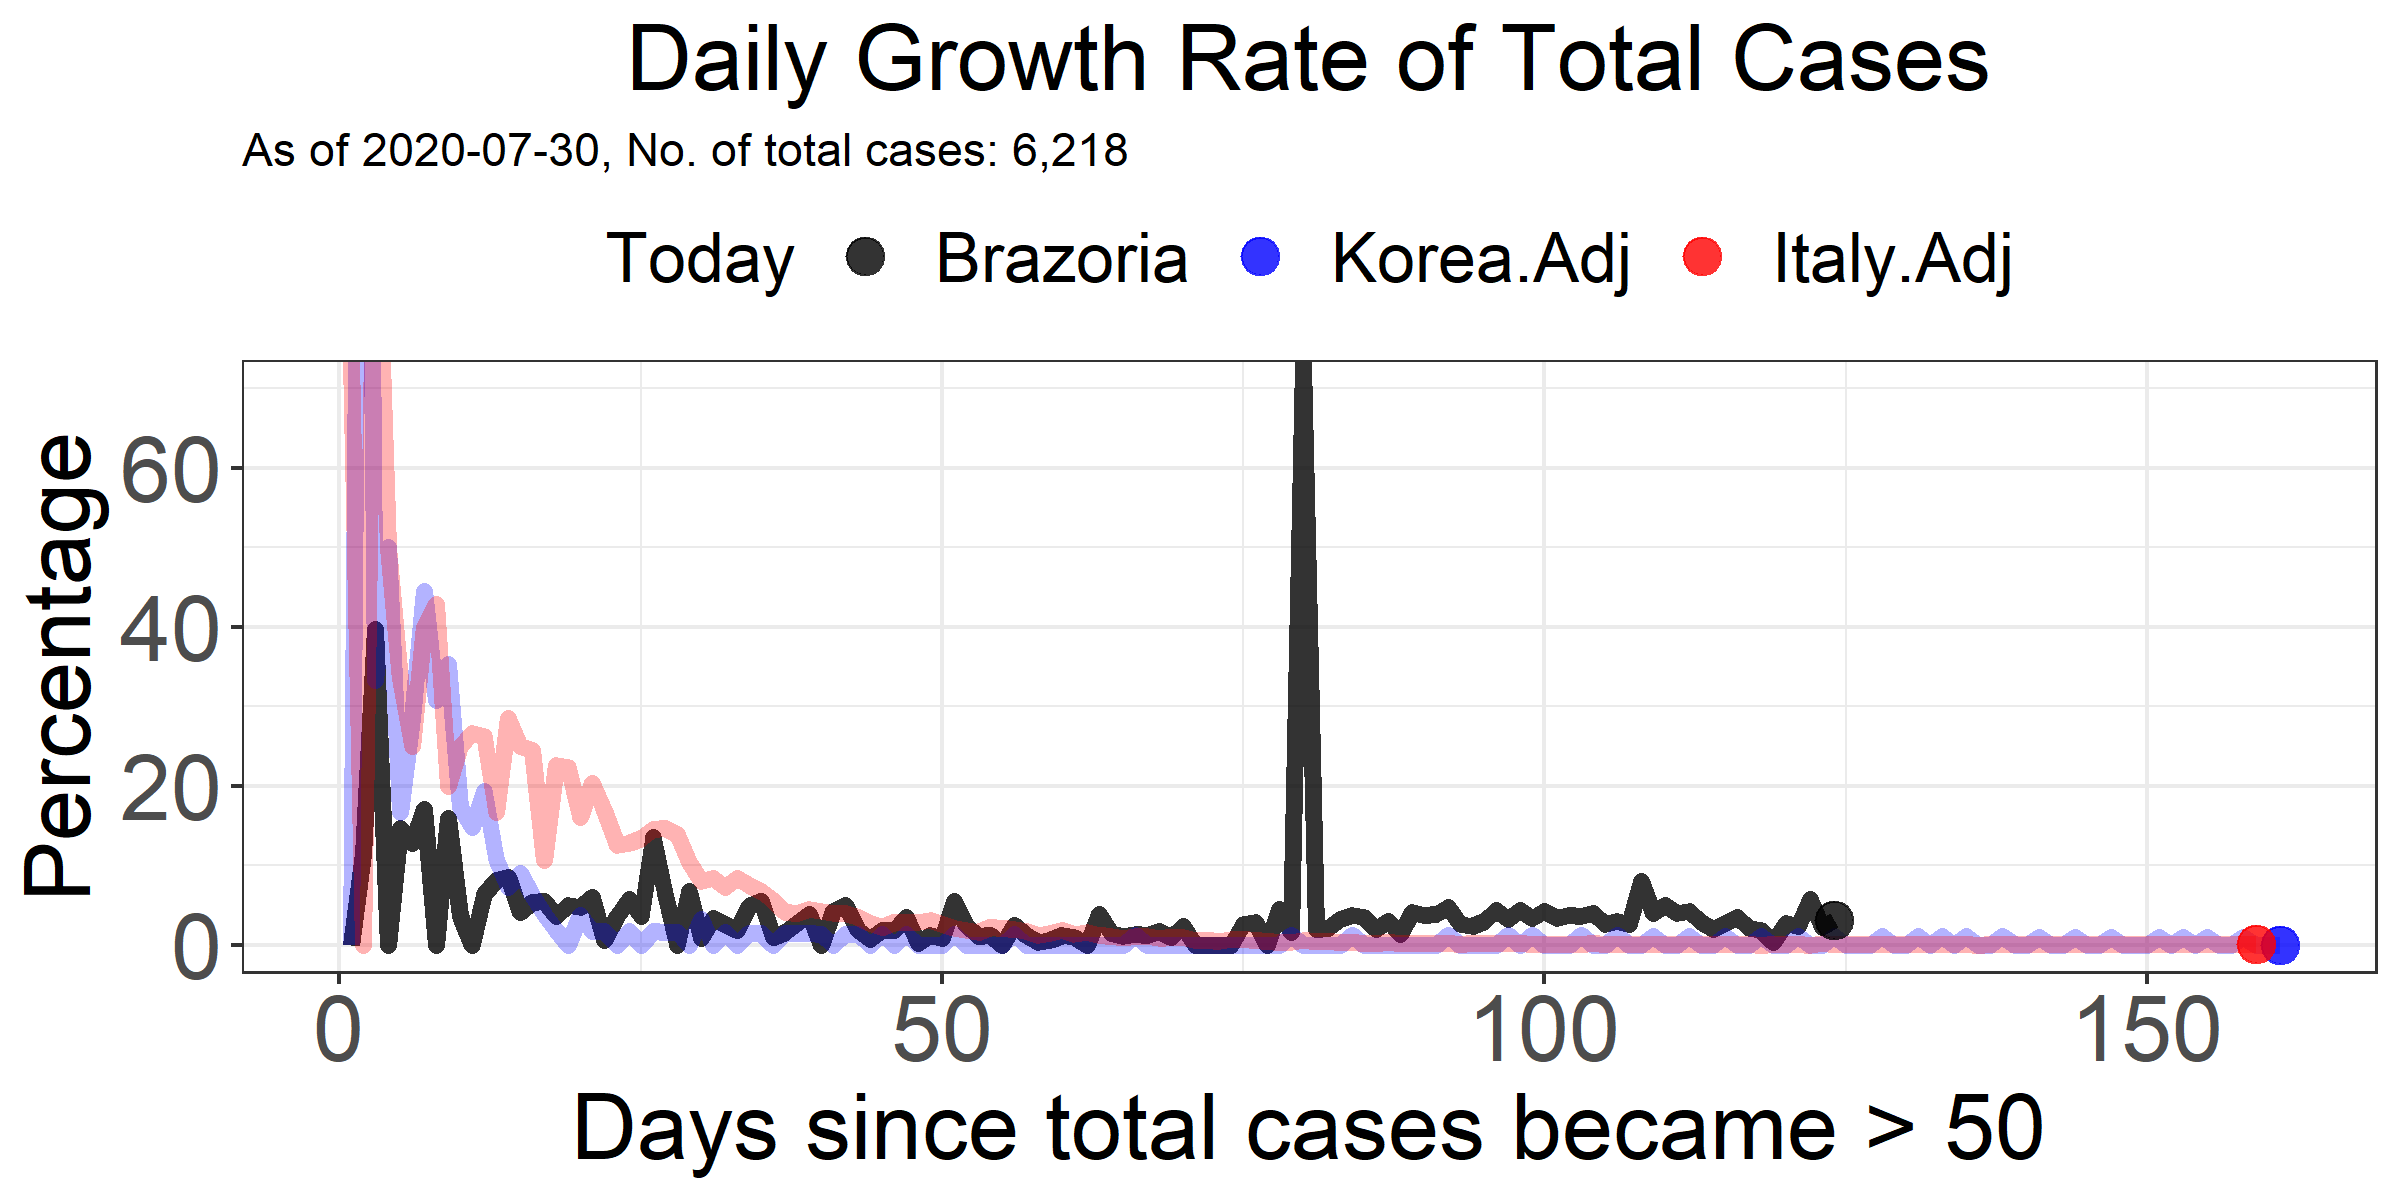 Daily Growth Rate of Total Cases
As of 2020-07-30, No. of total cases: 6,218
Today Brazoria Korea.Adj Italy.Adj
Percentage
60
40
20
0
0 50 100 150
Days since total cases became > 50